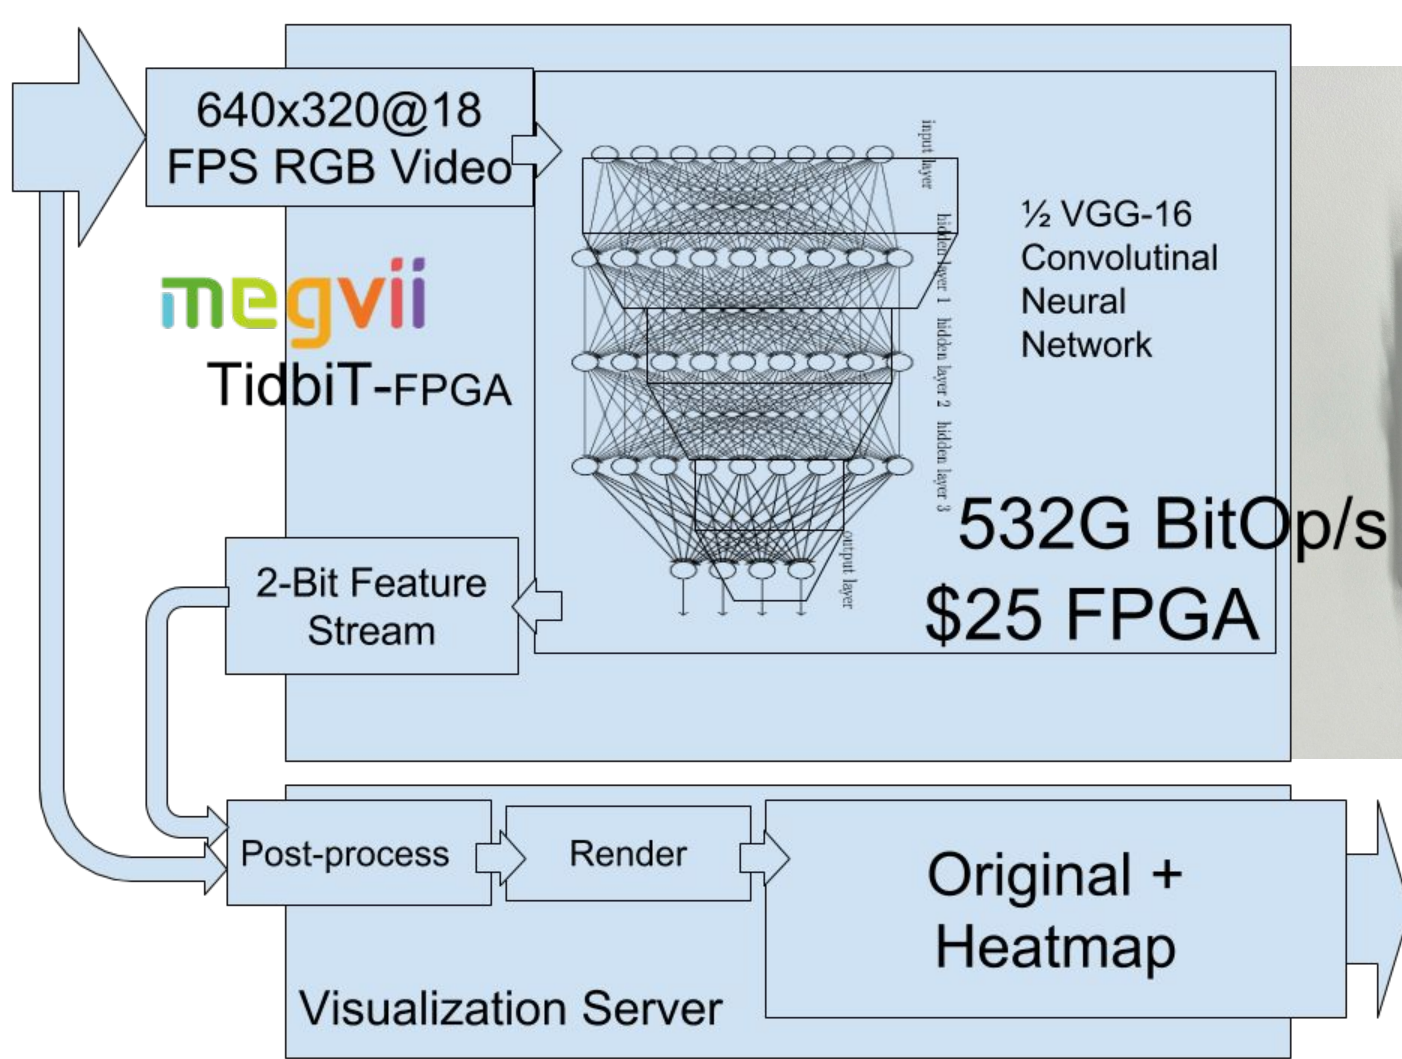 640x320@18
FPS RGB Video
megvii
TidbiT-FPGA
input layer
hidden layer 1
hidden layer 2
hidden layer 3
output layer
½ VGG-16
Convolutinal
Neural
Network
532G BitOp/s
$25 FPGA
2-Bit Feature
Stream
Post-process
Render
Original +
Heatmap
Visualization Server